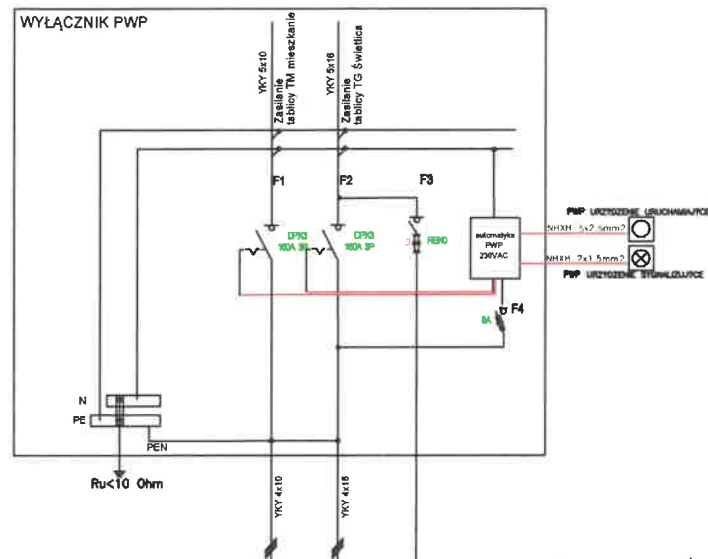 WYŁĄCZNIK PWP
YKY 5x10
Zasilanie
tablicy TM mieszkanie
YKY 5x16
Zasilanie
tablicy TG Świetlica
F1
F2
F3
DPX3
160A 3P
DPX3
160A 3P
automatyka
PWP
230VAC
PWP
NHXH
PWP
NHXH 2x1.5mm2
F4
N
PE
PEN
Ru<10 Ohm
YKY 4x10
YKY 4x16